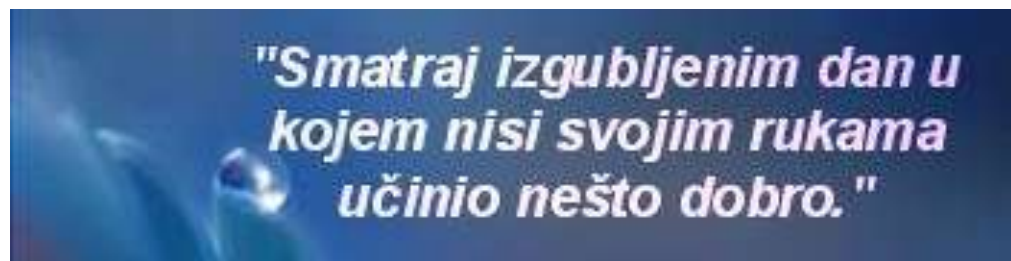 "Smatraj izgubljenim dan u
kojem nisi svojim rukama
učinio nešto dobro."